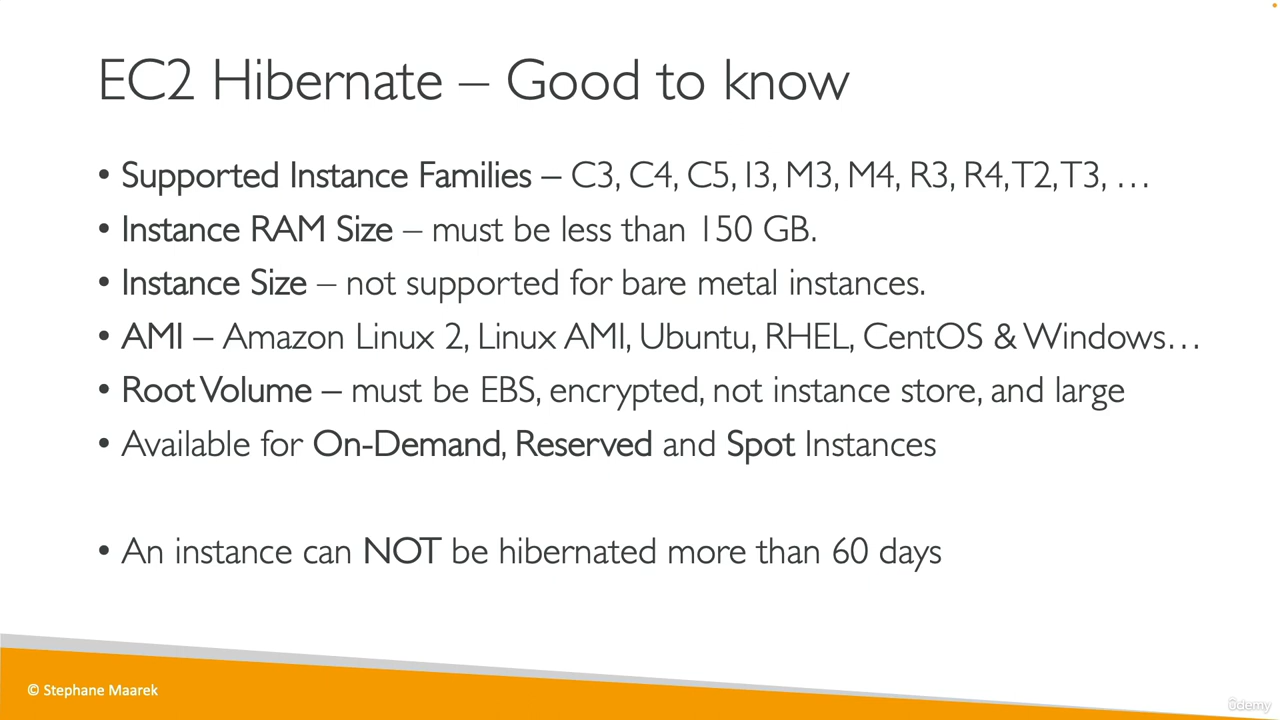 EC2 Hibernate – Good to know
• Supported Instance Families – C3, C4, C5, I3, M3, M4, R3, R4, T2, T3, …
• Instance RAM Size – must be less than 150 GB.
• Instance Size – not supported for bare metal instances.
• AMI – Amazon Linux 2, Linux AMI, Ubuntu, RHEL, CentOS & Windows…
• Root Volume – must be EBS, encrypted, not instance store, and large
• Available for On-Demand, Reserved and Spot Instances
• An instance can NOT be hibernated more than 60 days
© Stephane Maarek
ûdemy